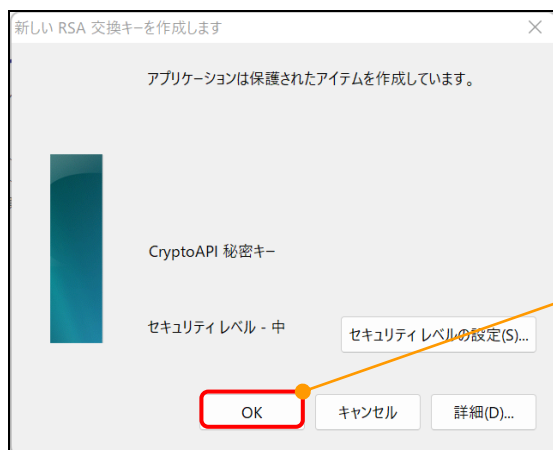 新しい RSA 交換キーを作成します
アプリケーションは保護されたアイテムを作成しています。
CryptoAPI 秘密キー
セキュリティ レベル - 中
セキュリティ レベルの設定(S)...
OK
キャンセル
詳細(D)...